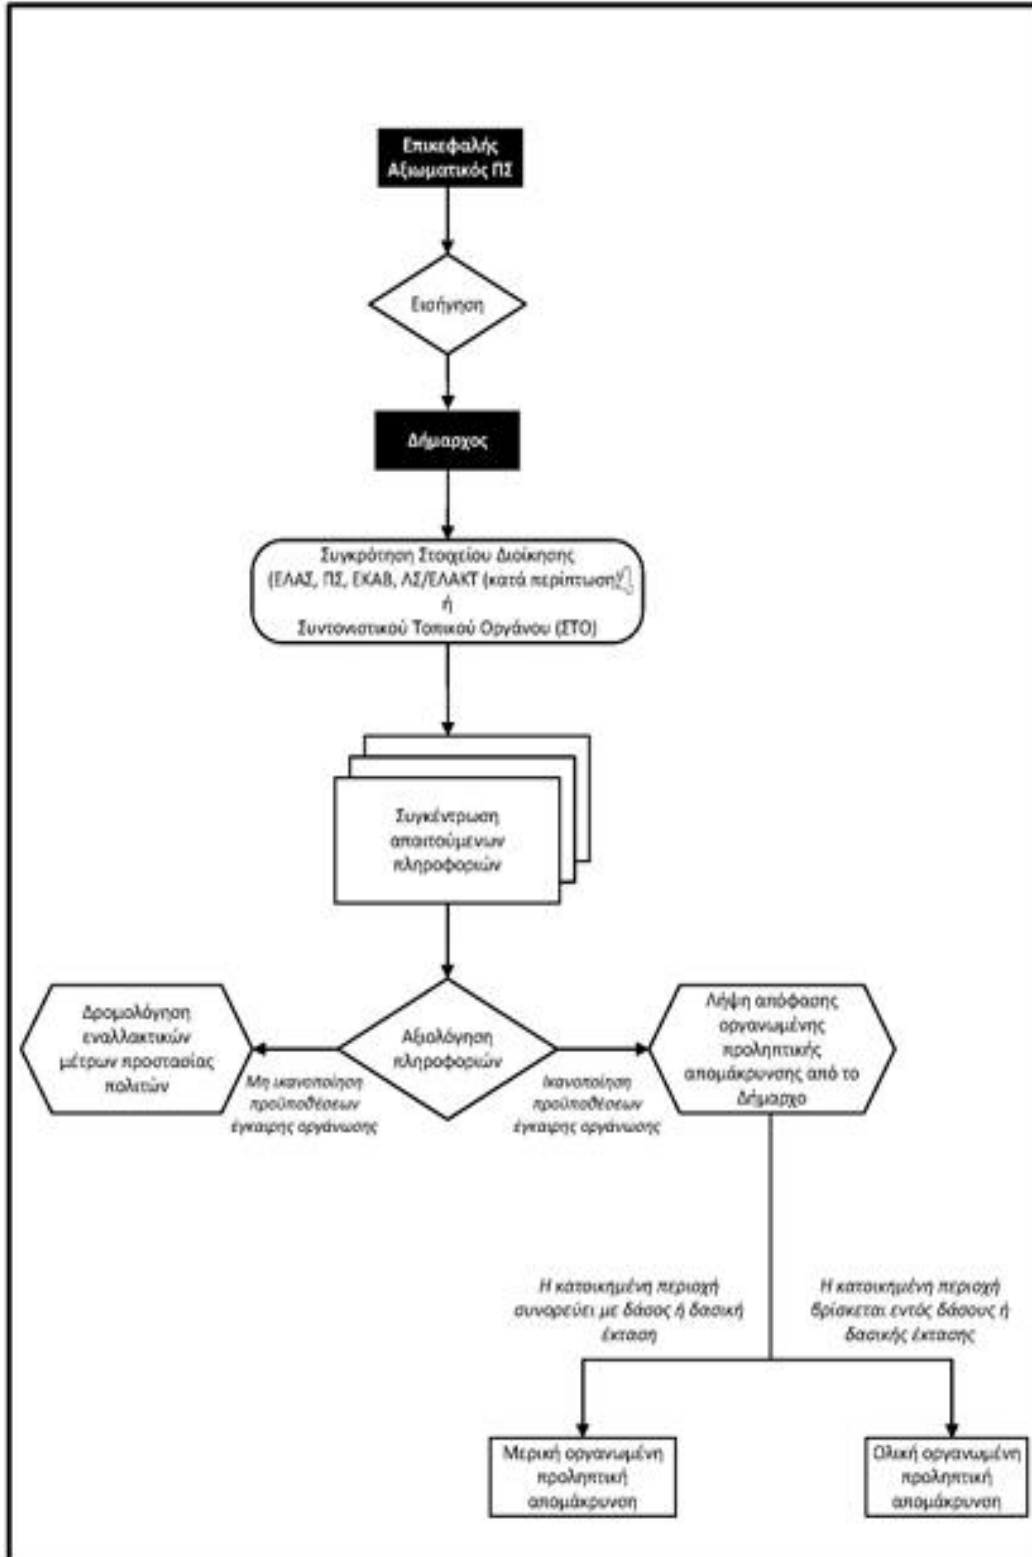 Επικεφαλής
Αξιωματικός ΠΣ
Εισήγηση
Δήμαρχος
Συγκρότηση Στοιχείου Διοίκησης
(ΕΛΑΣ, ΠΣ, ΕΚΑΒ, ΛΣ/ΕΛΑΚΤ (κατά περίπτωση)
ή
Συντονιστικού Τοπικού Οργάνου (ΣΤΟ)
Συγκέντρωση
απαιτούμενων
πληροφοριών
Δρομολόγηση
εναλλακτικών
μέτρων προστασίας
πολιτών
Αξιολόγηση
πληροφοριών
Λήψη απόφασης
οργανωμένης
προληπτικής
απομάκρυνσης από το
Δήμαρχο
Μη ικανοποίηση
προϋποθέσεων
έγκαιρης οργάνωσης
Ικανοποίηση
προϋποθέσεων
έγκαιρης οργάνωσης
Η κατοικημένη περιοχή
συνορεύει με δάσος ή δασική
έκταση
Η κατοικημένη περιοχή
βρίσκεται εντός δάσους ή
δασικής έκτασης
Μερική οργανωμένη
προληπτική
απομάκρυνση
Ολική οργανωμένη
προληπτική
απομάκρυνση